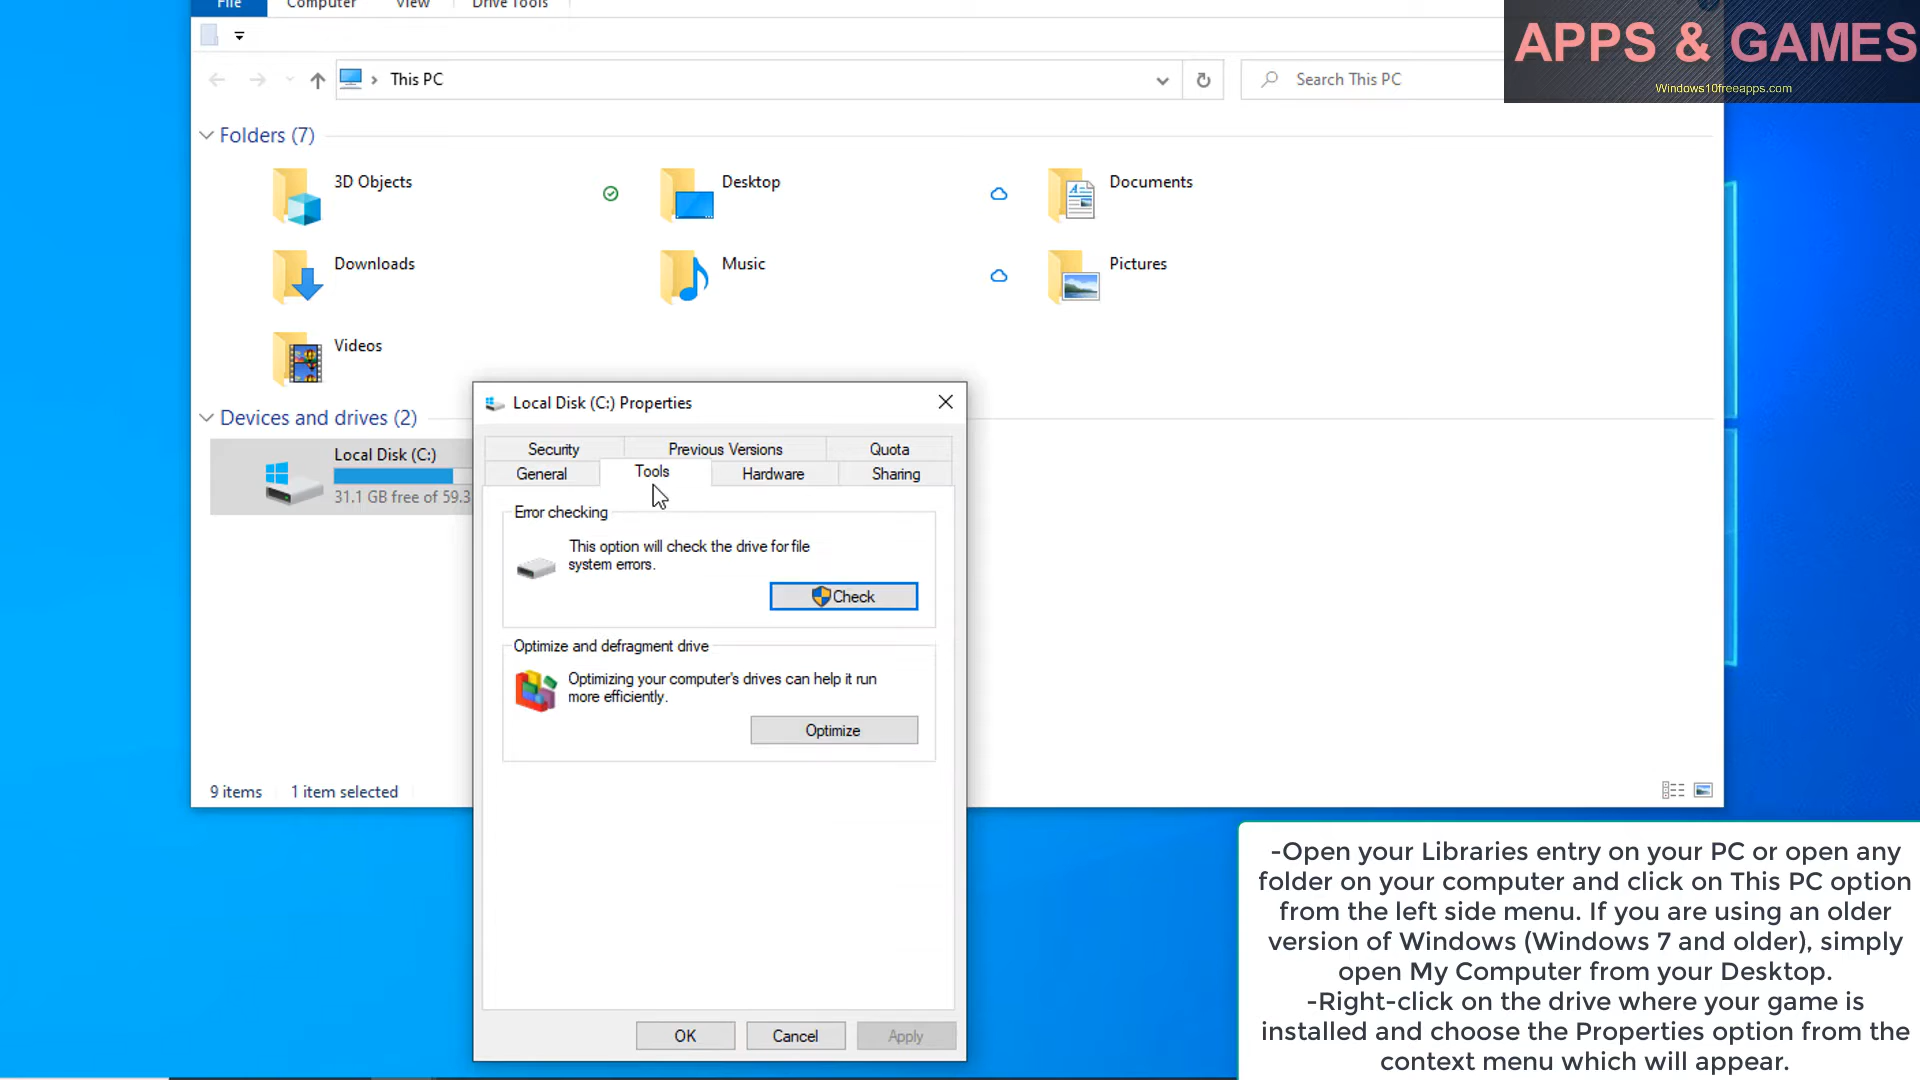 File Computer View Drive Tools
APPS & GAMES
Windows10freeapps.com
This PC
Search This PC
Folders (7)
3D Objects
Desktop
Documents
Downloads
Music
Pictures
Videos
Devices and drives (2)
Local Disk (C:)
31.1 GB free of 59.3
Local Disk (C:) Properties
Security Previous Versions Quota
General Tools Hardware Sharing
Error checking
This option will check the drive for file
system errors.
Check
Optimize and defragment drive
Optimizing your computer's drives can help it run
more efficiently.
Optimize
OK Cancel Apply
9 items 1 item selected
-Open your Libraries entry on your PC or open any
folder on your computer and click on This PC option
from the left side menu. If you are using an older
version of Windows (Windows 7 and older), simply
open My Computer from your Desktop.
-Right-click on the drive where your game is
installed and choose the Properties option from the
context menu which will appear.